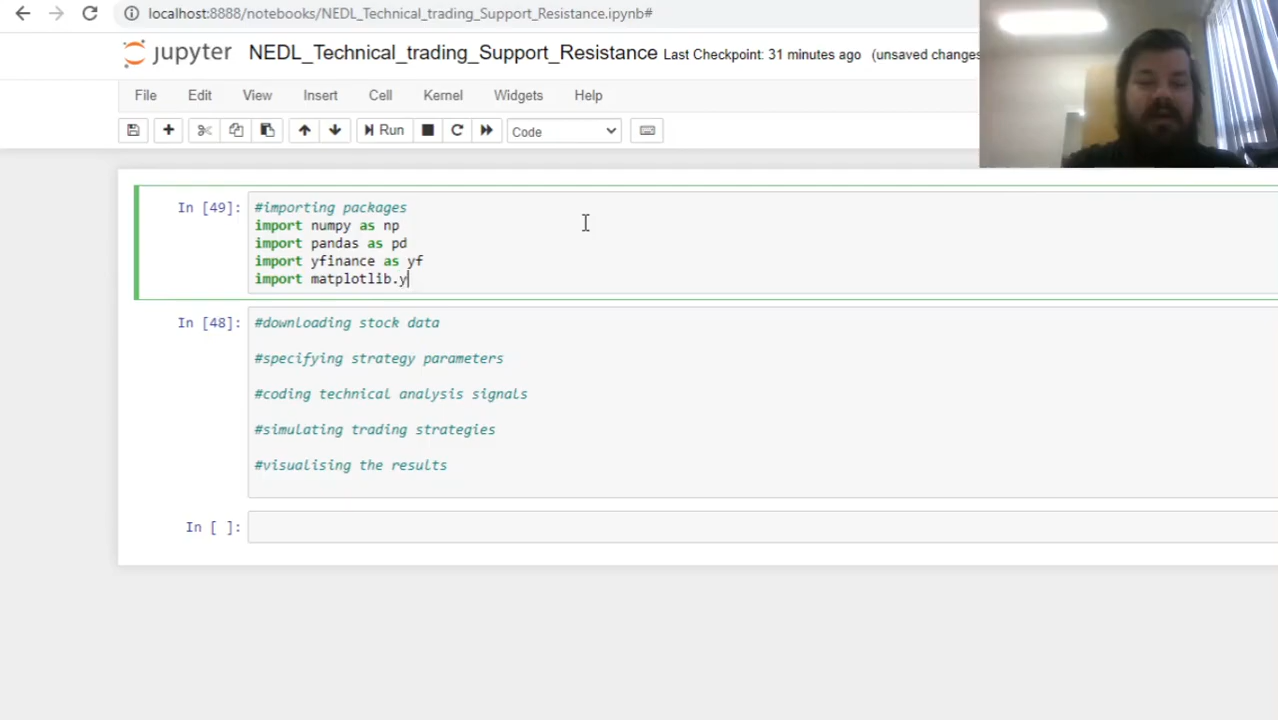 localhost:8888/notebooks/NEDL_Technical_trading_Support_Resistance.ipynb#
jupyter NEDL_Technical_trading_Support_Resistance Last Checkpoint: 31 minutes ago (unsaved changes
File Edit View Insert Cell Kernel Widgets Help
Run Code
In [49]: #importing packages
import numpy as np
import pandas as pd
import yfinance as yf
import matplotlib.y
In [48]: #downloading stock data
#specifying strategy parameters
#coding technical analysis signals
#simulating trading strategies
#visualising the results
In [ ]: